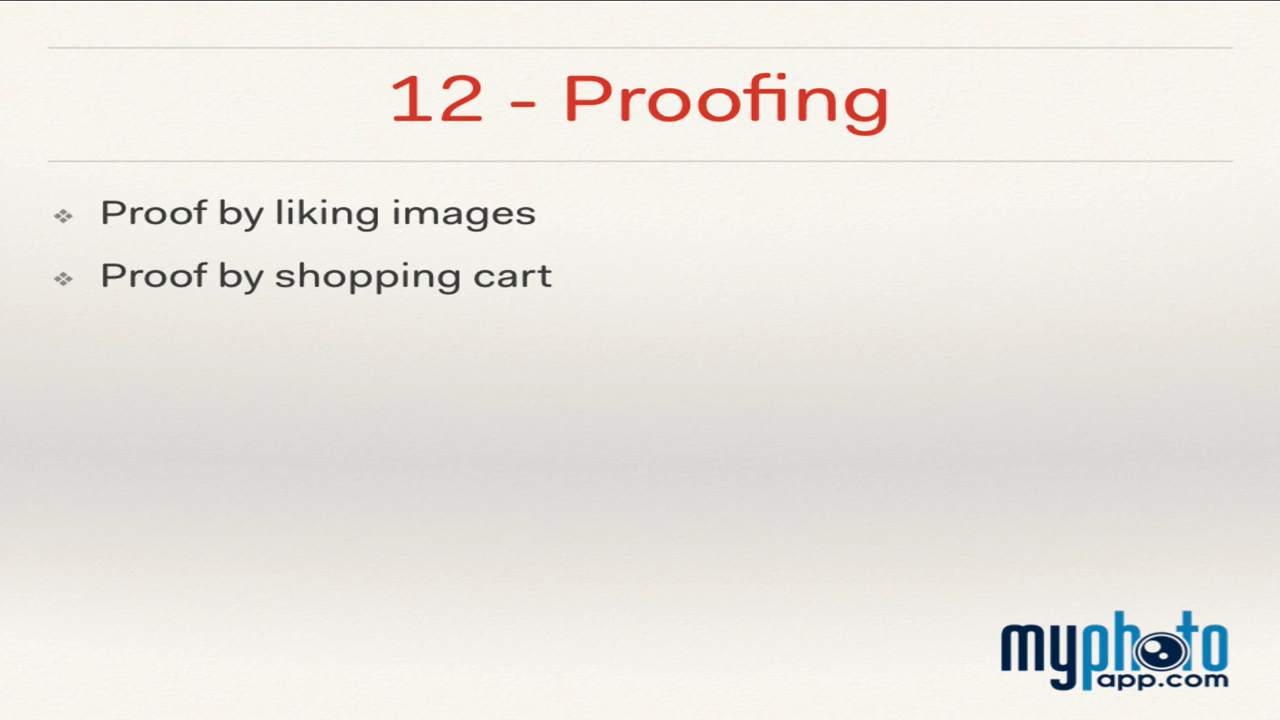 12 - Proofing
Proof by liking images
Proof by shopping cart
myphoto
app.com